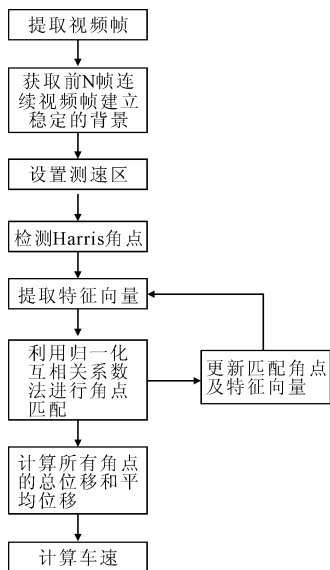 提取视频帧
获取前N帧连
续视频帧建立
稳定的背景
设置测速区
检测Harris角点
提取特征向量
利用归一化
互相关系数
法进行角点
匹配
更新匹配角点
及特征向量
计算所有角点
的总位移和平
均位移
计算车速